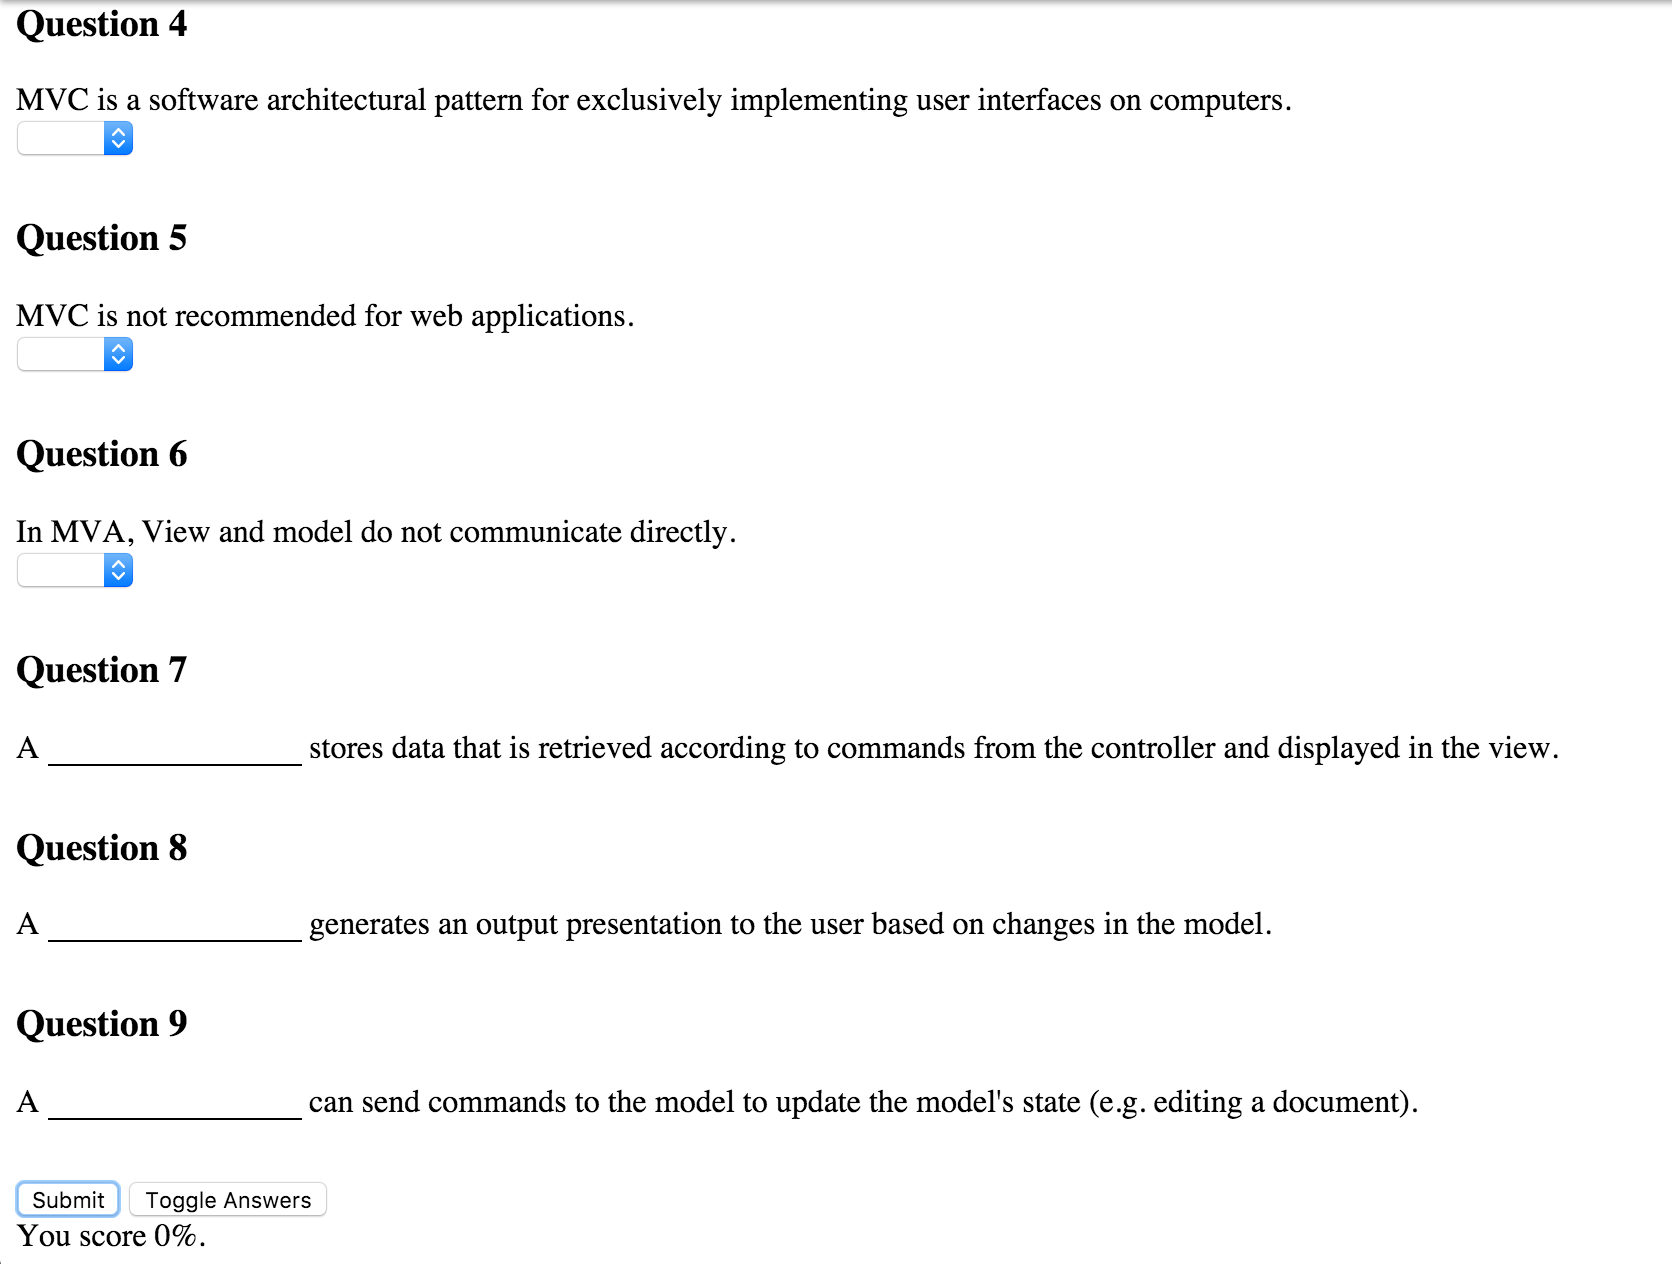 Question 4
MVC is a software architectural pattern for exclusively implementing user interfaces on computers.
Question 5
MVC is not recommended for web applications.
Question 6
In MVA, View and model do not communicate directly.
Question 7
A ________________ stores data that is retrieved according to commands from the controller and displayed in the view.
Question 8
A ________________ generates an output presentation to the user based on changes in the model.
Question 9
A ________________ can send commands to the model to update the model's state (e.g. editing a document).
Submit Toggle Answers
You score 0%.